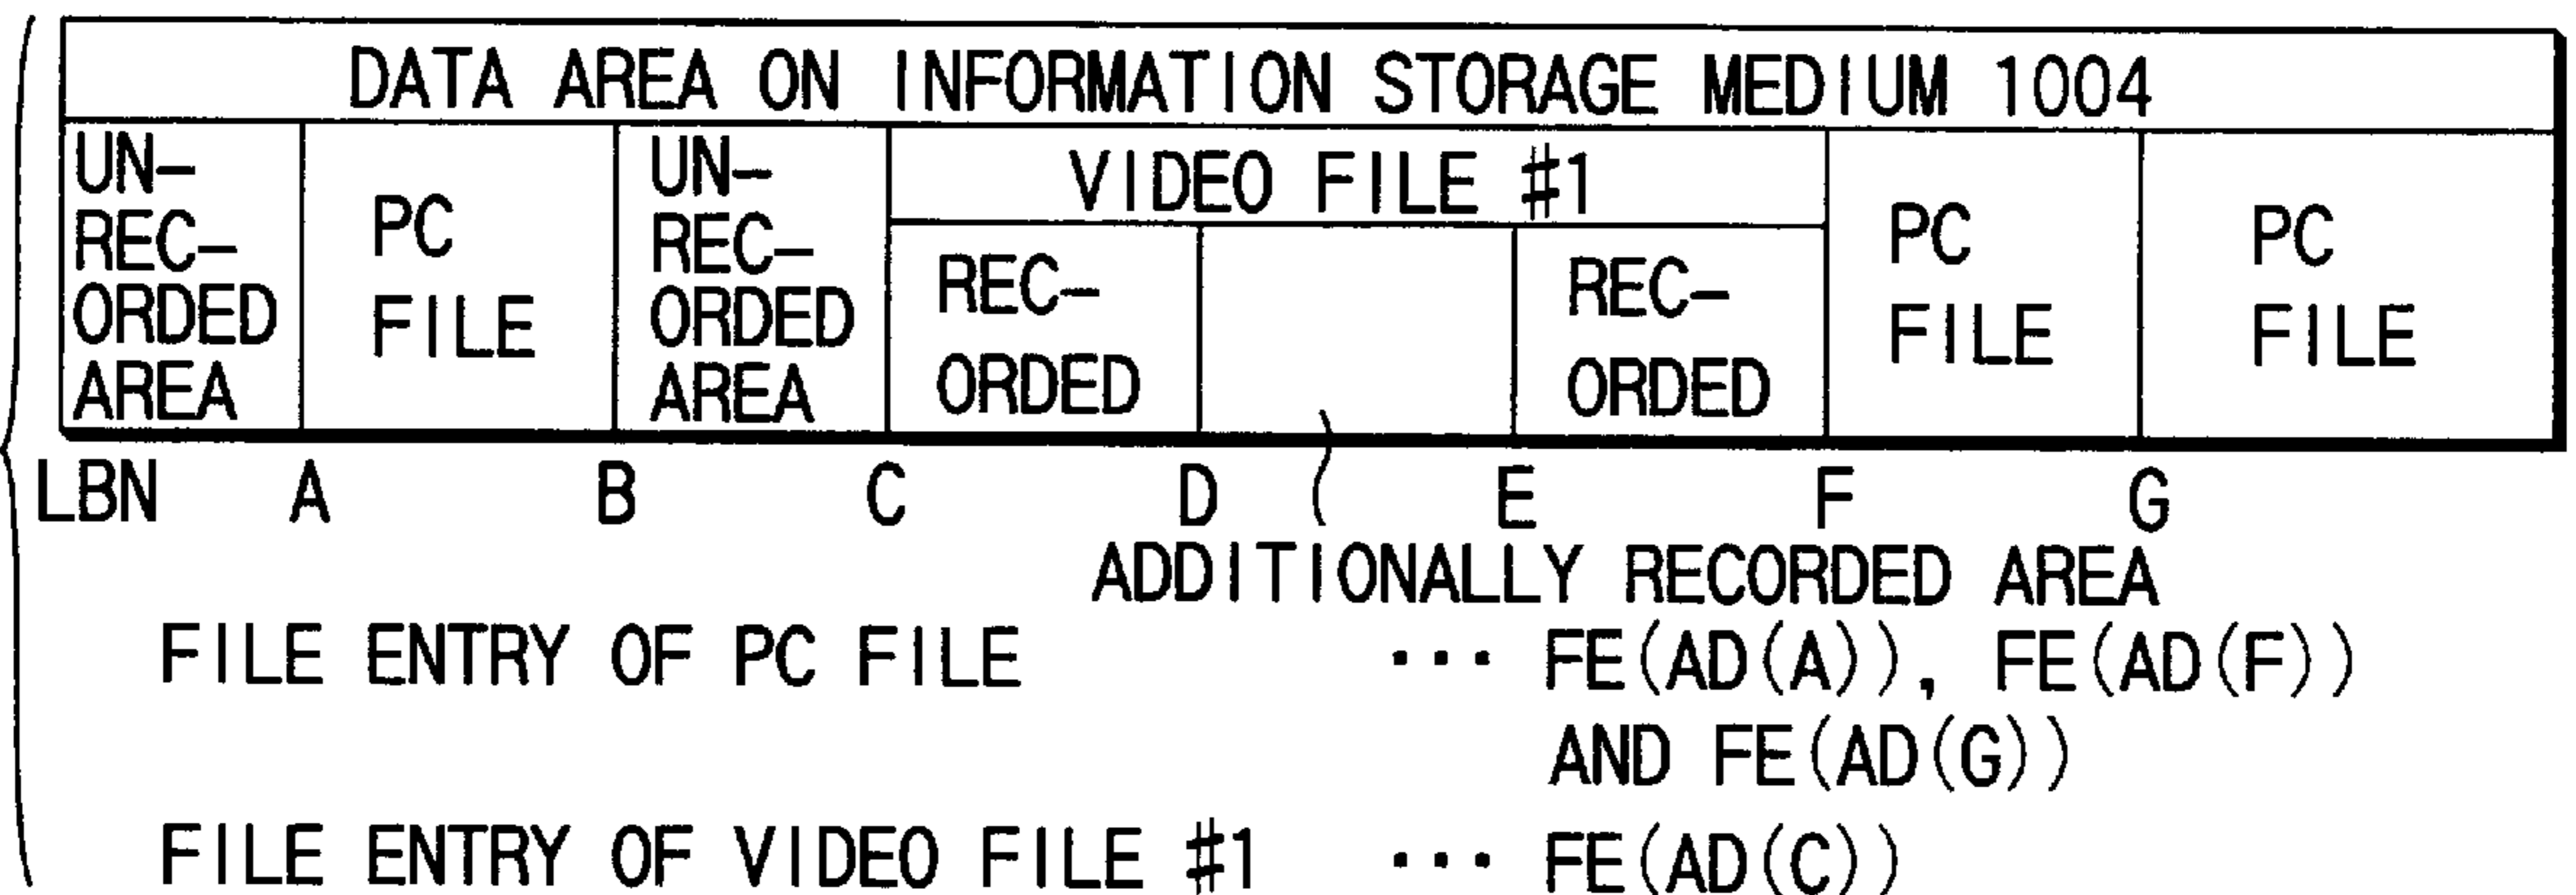 DATA AREA ON INFORMATION STORAGE MEDIUM 1004
UN-
REC-
ORDED
AREA
PC
FILE
UN-
REC-
ORDED
AREA
VIDEO FILE #1
REC-
ORDED
REC-
ORDED
PC
FILE
PC
FILE
LBN A B C D E F G
ADDITIONALLY RECORDED AREA
FILE ENTRY OF PC FILE ... FE(AD(A)), FE(AD(F))
AND FE(AD(G))
FILE ENTRY OF VIDEO FILE #1 ... FE(AD(C))